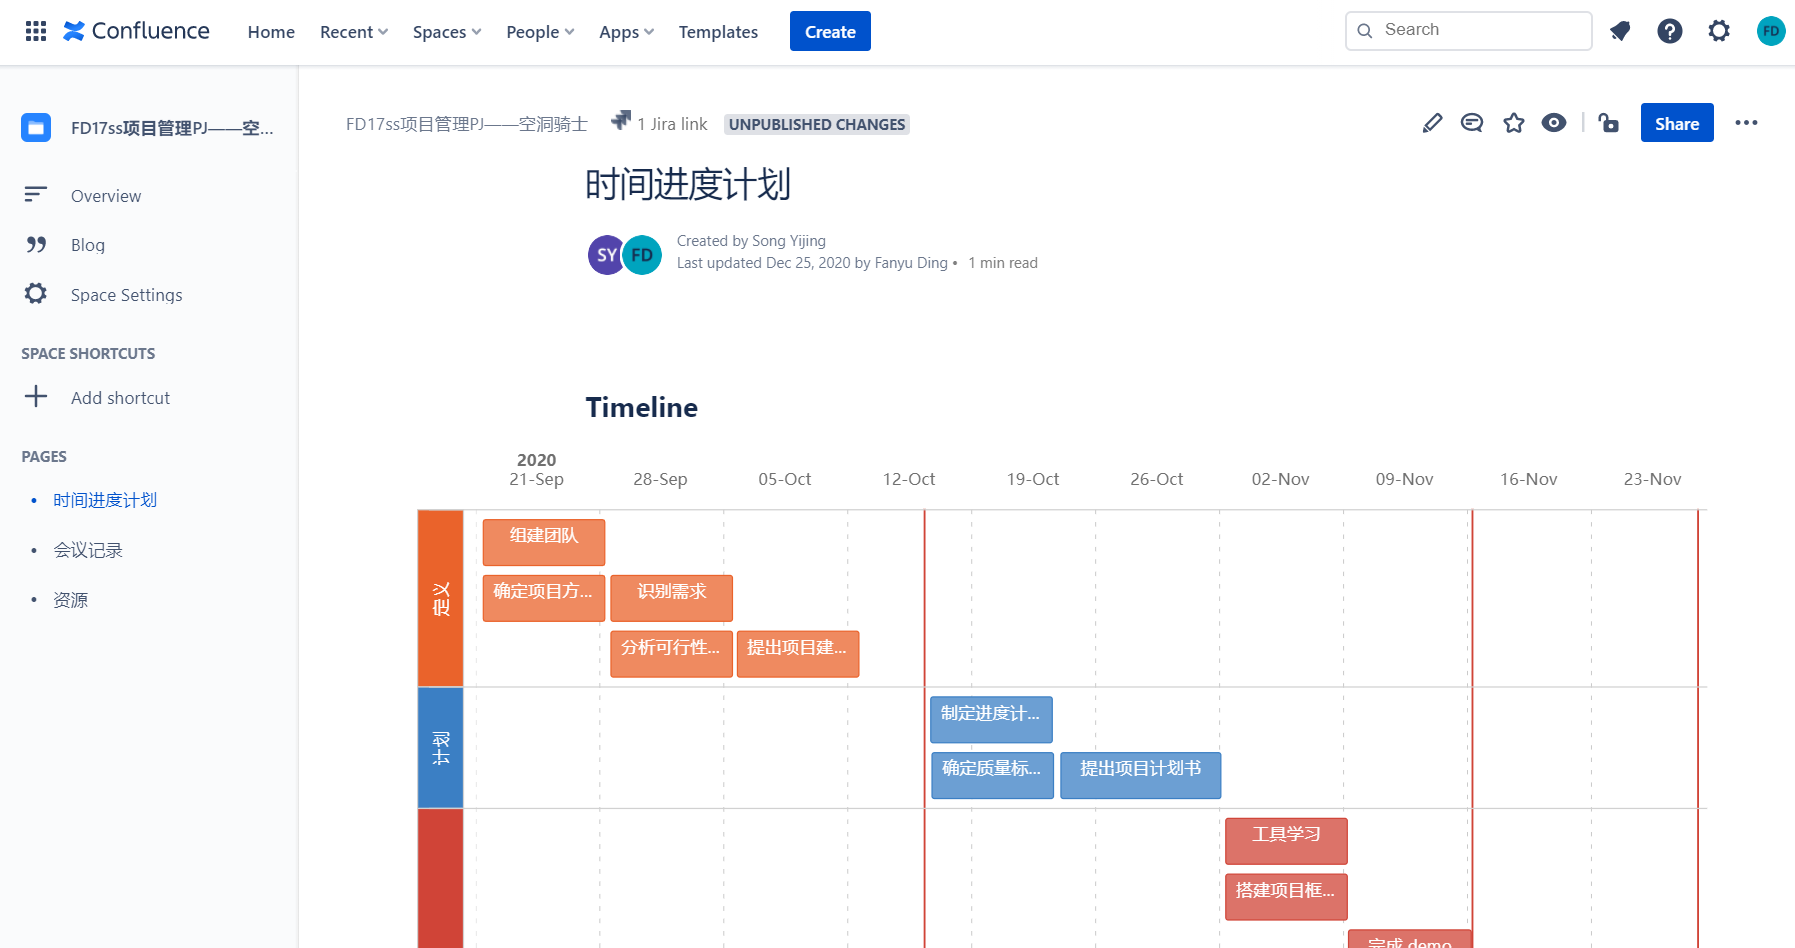 Confluence
Home
Recent
Spaces
People
Apps
Templates
Create
Search
FD
FD17ss项目管理PJ——空...
Overview
Blog
Space Settings
SPACE SHORTCUTS
Add shortcut
PAGES
• 时间进度计划
• 会议记录
• 资源
FD17ss项目管理PJ——空洞骑士
1 Jira link
UNPUBLISHED CHANGES
Share
时间进度计划
SY
FD
Created by Song Yijing
Last updated Dec 25, 2020 by Fanyu Ding • 1 min read
Timeline
2020
21-Sep 28-Sep 05-Oct 12-Oct 19-Oct 26-Oct 02-Nov 09-Nov 16-Nov 23-Nov
定义
组建团队
确定项目方... 识别需求
分析可行性... 提出项目建...
计划
制定进度计...
确定质量标... 提出项目计划书
工具学习
搭建项目框...
完成 demo